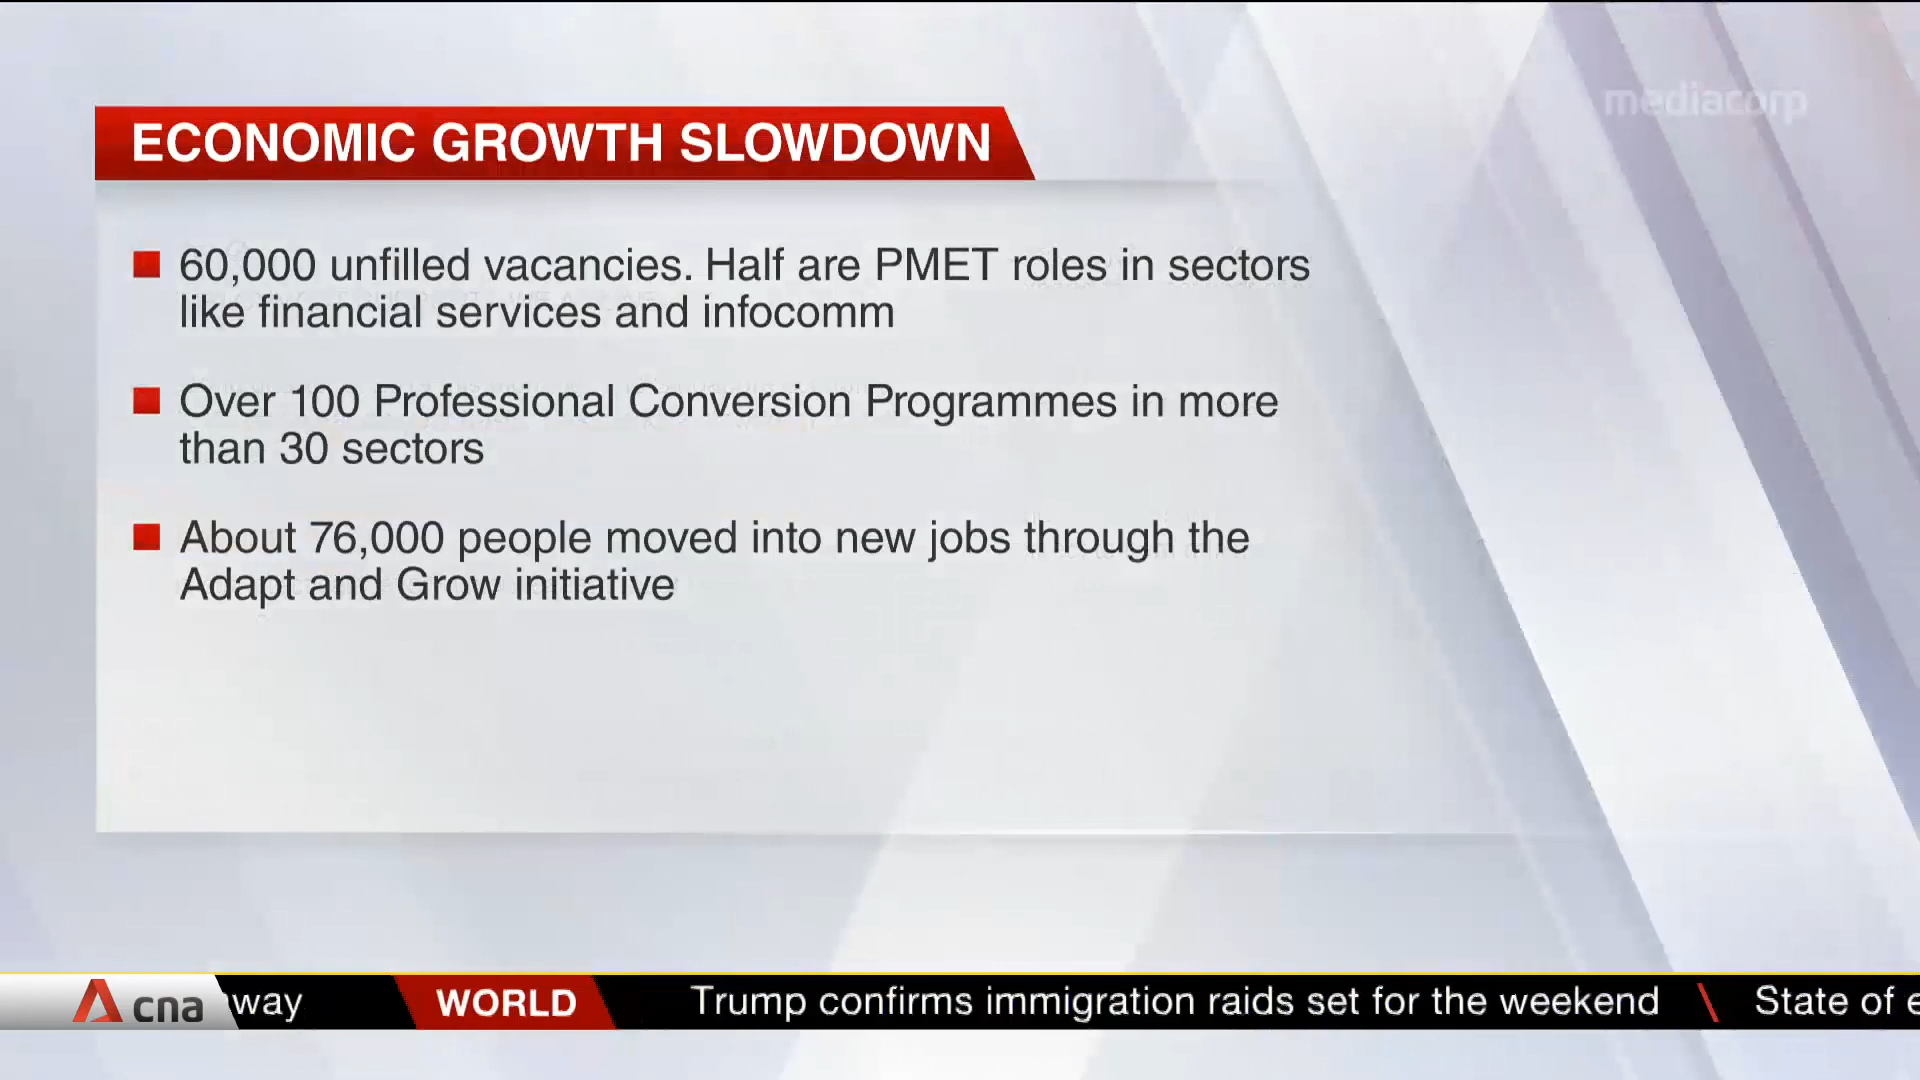 mediacorp
ECONOMIC GROWTH SLOWDOWN
60,000 unfilled vacancies. Half are PMET roles in sectors
like financial services and infocomm
Over 100 Professional Conversion Programmes in more
than 30 sectors
About 76,000 people moved into new jobs through the
Adapt and Grow initiative
cna way WORLD Trump confirms immigration raids set for the weekend \ State of e